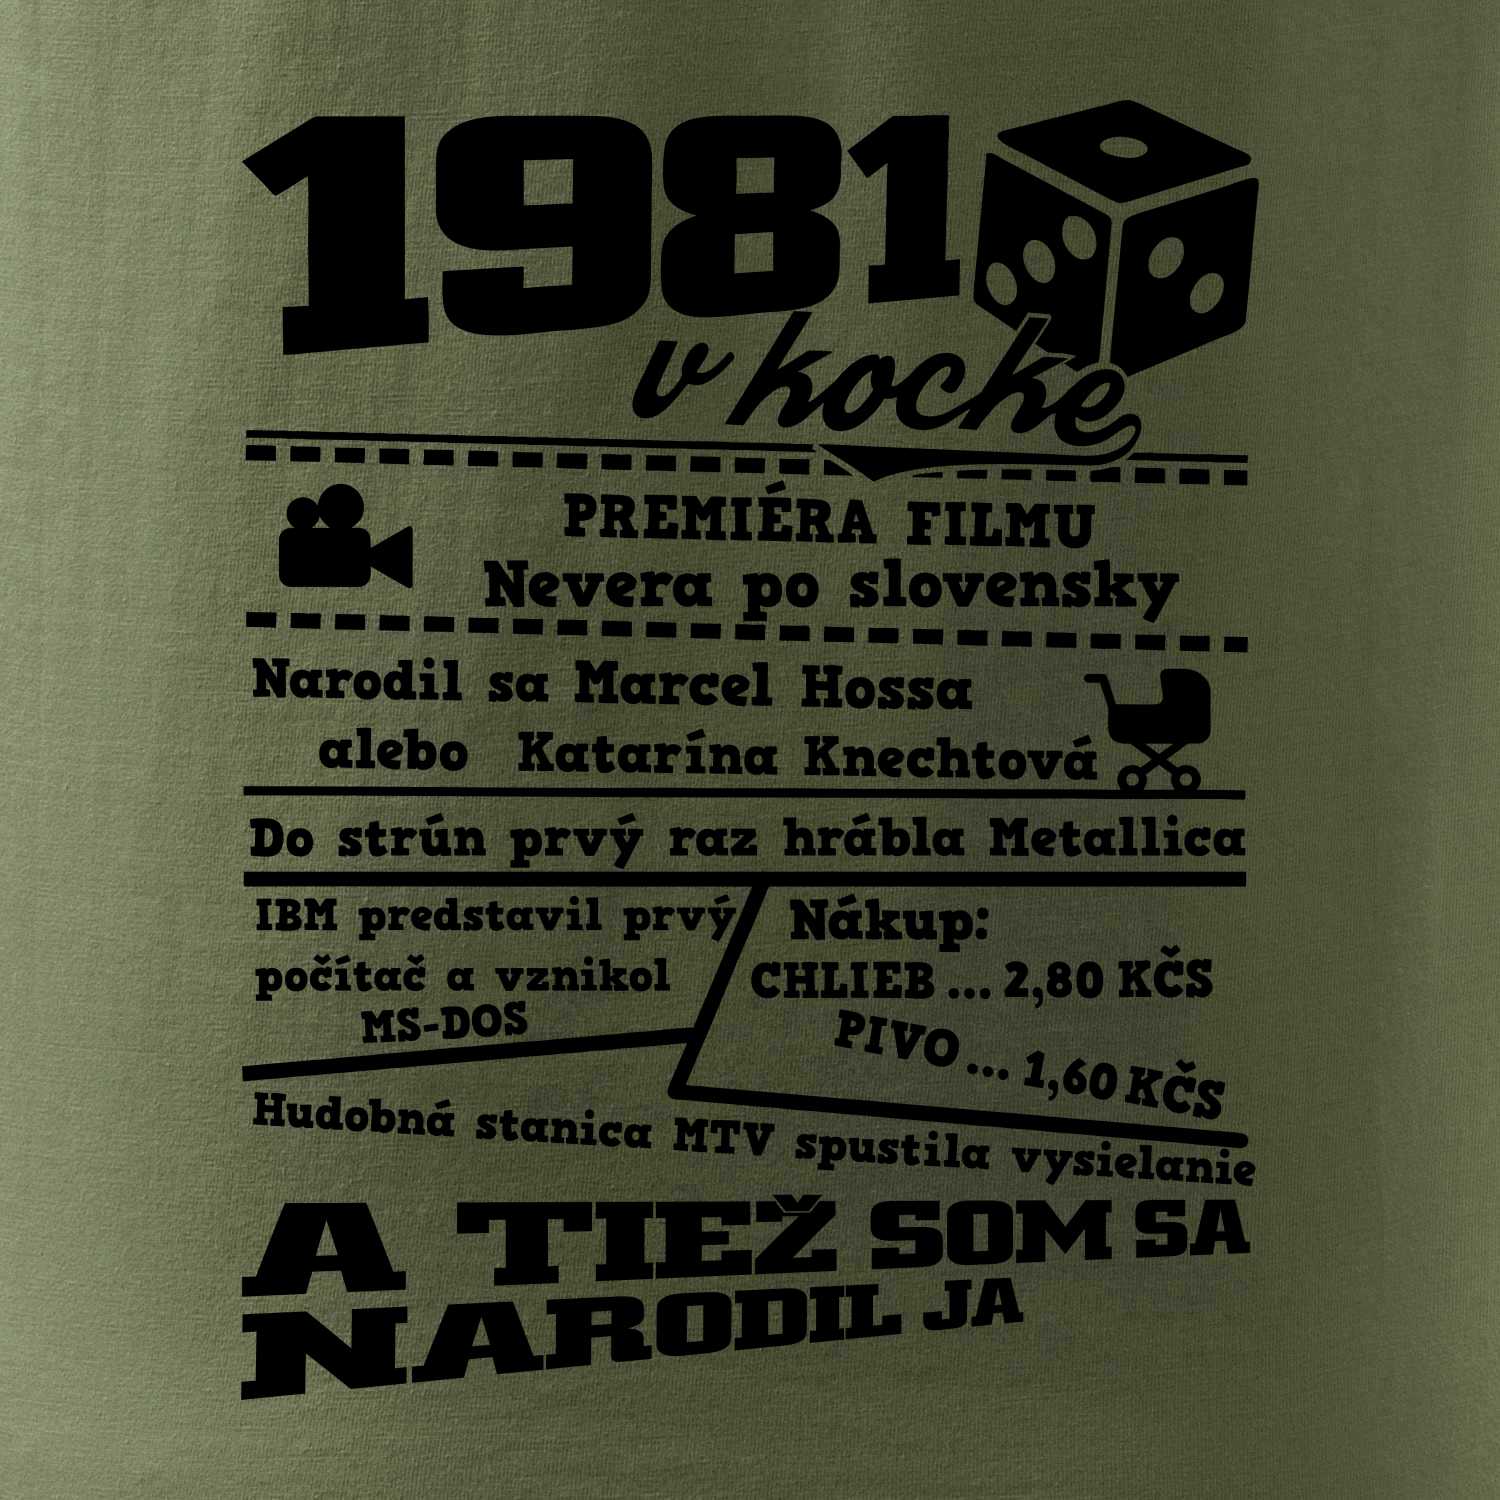 1981
v kocke
PREMIÉRA FILMU
Nevera po slovensky
Narodil sa Marcel Hossa
alebo Katarína Knechtová
Do strún prvý raz hrábla Metallica
IBM predstavil prvý
počítač a vznikol
MS-DOS
Nákup:
CHLIEB ... 2,80 KČS
PIVO ... 1,60 KČS
Hudobná stanica MTV spustila vysielanie
A TIEŽ SOM SA
NARODIL JA